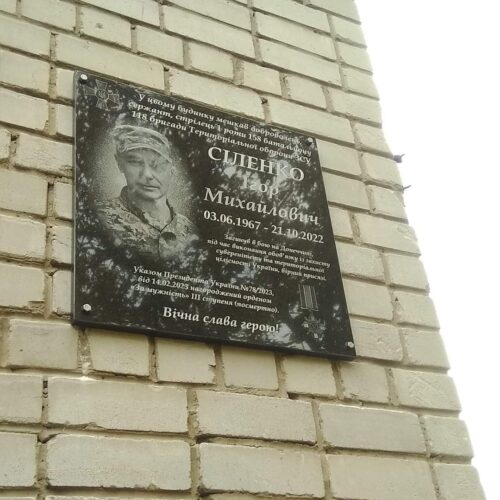 У цьому будинку мешкав доброволець,
сержант, стрілець 1 роти 158 батальйону
118 бригади Територіальної оборони ЗСУ
СІЛЕНКО
Ігор
Михайлович
03.06.1967 - 21.10.2022
Загинув в бою на Донеччині,
під час виконання обов'язку із захисту
суверенітету та територіальної
цілісності України, вірний присязі.
Указом Президента України №78/2023,
від 14.02.2023 нагороджений орденом
«За мужність» ІІІ ступеня (посмертно).
Вічна слава герою!